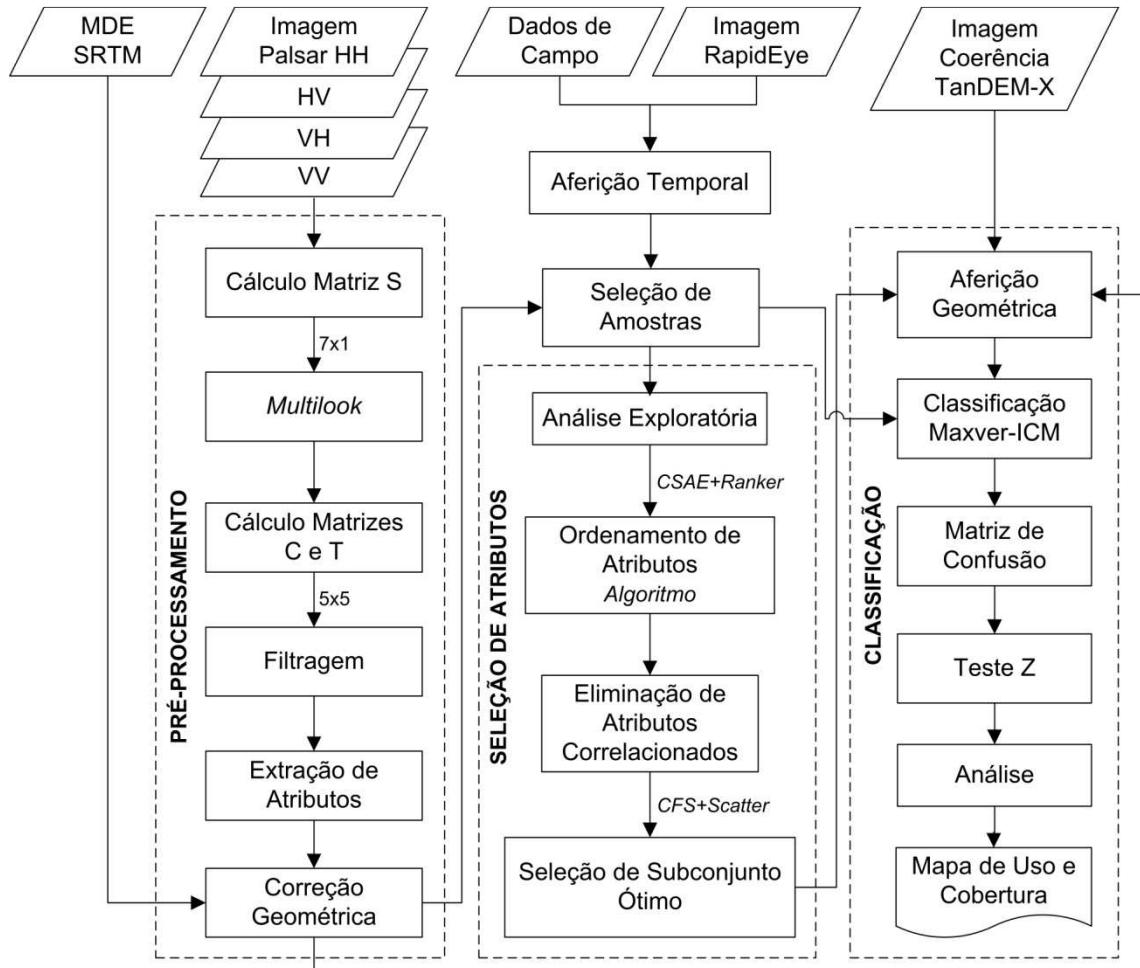 MDE
SRTM
Imagem
Palsar HH
HV
VH
VV
Dados de
Campo
Imagem
RapidEye
Imagem
Coerência
TanDEM-X
PRÉ-PROCESSAMENTO
Cálculo Matriz S
7x1
Multilook
Cálculo Matrizes
C e T
5x5
Filtragem
Extração de
Atributos
Correção
Geométrica
Aferição Temporal
Seleção de
Amostras
SELEÇÃO DE ATRIBUTOS
Análise Exploratória
CSAE+Ranker
Ordenamento de
Atributos
Algoritmo
Eliminação de
Atributos
Correlacionados
CFS+Scatter
Seleção de Subconjunto
Ótimo
CLASSIFICAÇÃO
Aferição
Geométrica
Classificação
Maxver-ICM
Matriz de
Confusão
Teste Z
Análise
Mapa de Uso e
Cobertura